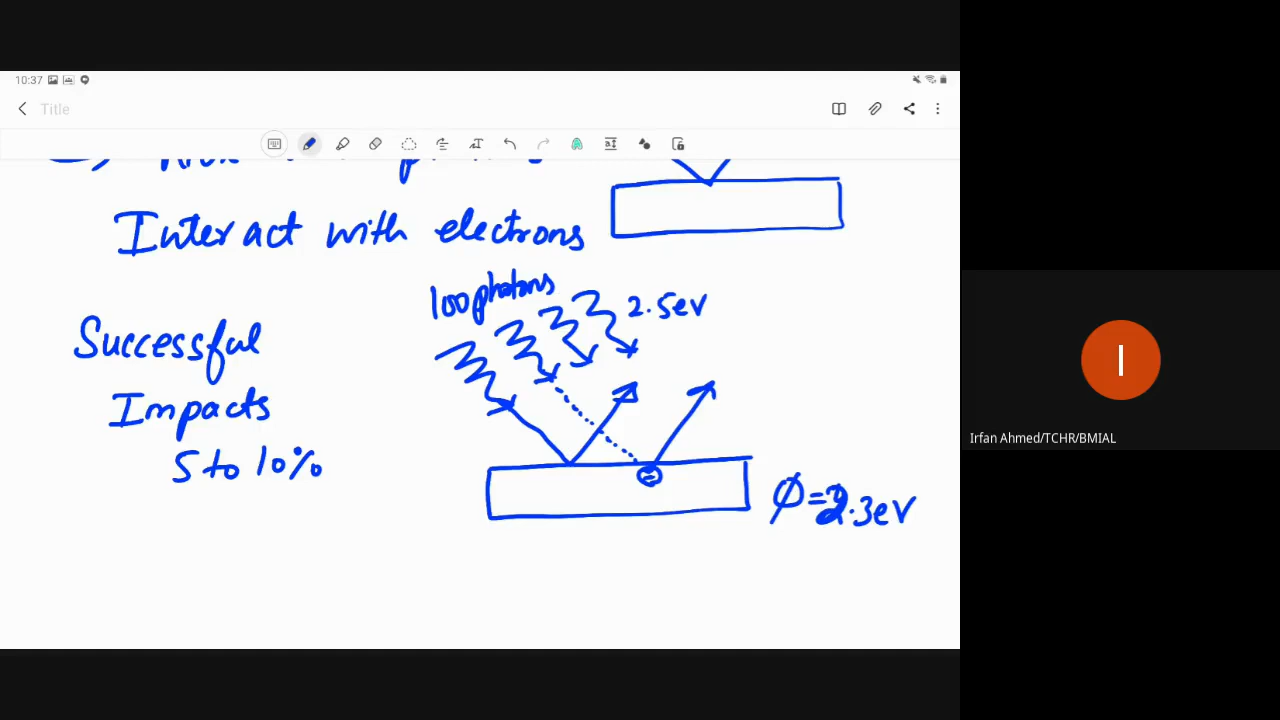 10:37
Title
Interact with electrons
100 photons
2.5ev
Successful
Impacts
5 to 10%
φ=2.3eV
I
Irfan Ahmed/TCHR/BMIAL